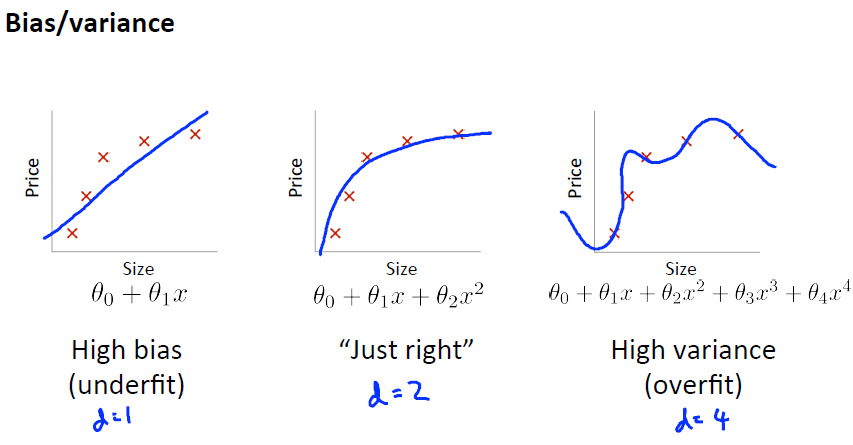 Bias/variance
Price
Size
θ₀ + θ₁x
High bias
(underfit)
d=1
Price
Size
θ₀ + θ₁x + θ₂x²
“Just right”
d=2
Price
Size
θ₀ + θ₁x + θ₂x² + θ₃x³ + θ₄x⁴
High variance
(overfit)
d=4